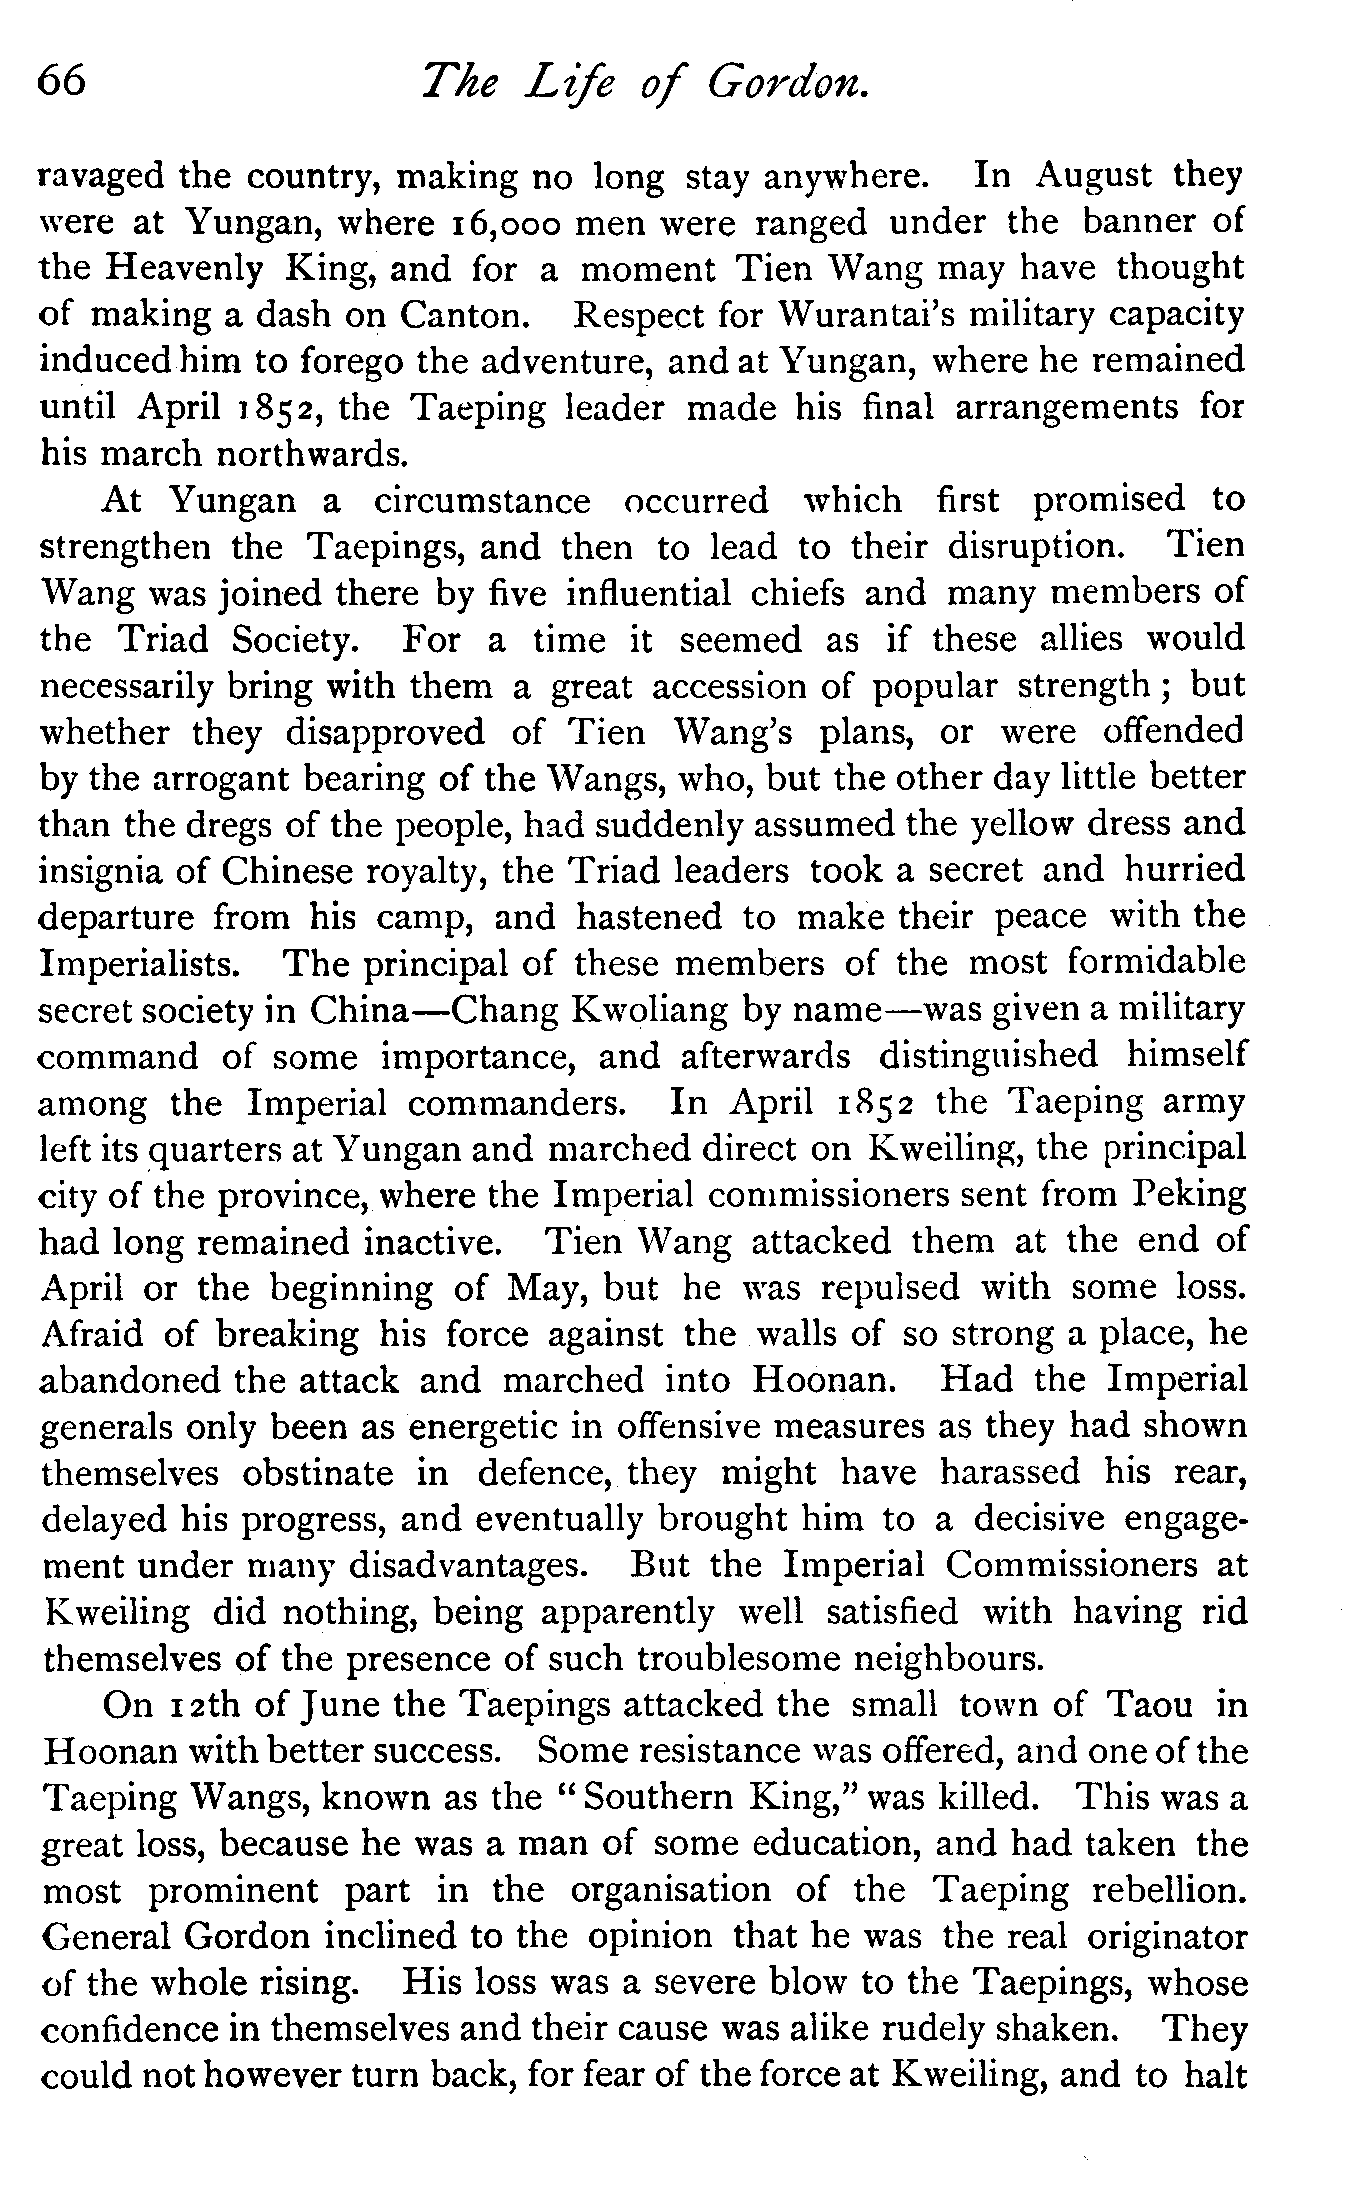 66 The Life of Gordon.
ravaged the country, making no long stay anywhere. In August they
were at Yungan, where 16,000 men were ranged under the banner of
the Heavenly King, and for a moment Tien Wang may have thought
of making a dash on Canton. Respect for Wurantai's military capacity
induced him to forego the adventure, and at Yungan, where he remained
until April 1852, the Taeping leader made his final arrangements for
his march northwards.
At Yungan a circumstance occurred which first promised to
strengthen the Taepings, and then to lead to their disruption. Tien
Wang was joined there by five influential chiefs and many members of
the Triad Society. For a time it seemed as if these allies would
necessarily bring with them a great accession of popular strength ; but
whether they disapproved of Tien Wang's plans, or were offended
by the arrogant bearing of the Wangs, who, but the other day little better
than the dregs of the people, had suddenly assumed the yellow dress and
insignia of Chinese royalty, the Triad leaders took a secret and hurried
departure from his camp, and hastened to make their peace with the
Imperialists. The principal of these members of the most formidable
secret society in China—Chang Kwoliang by name—was given a military
command of some importance, and afterwards distinguished himself
among the Imperial commanders. In April 1852 the Taeping army
left its quarters at Yungan and marched direct on Kweiling, the principal
city of the province, where the Imperial commissioners sent from Peking
had long remained inactive. Tien Wang attacked them at the end of
April or the beginning of May, but he was repulsed with some loss.
Afraid of breaking his force against the walls of so strong a place, he
abandoned the attack and marched into Hoonan. Had the Imperial
generals only been as energetic in offensive measures as they had shown
themselves obstinate in defence, they might have harassed his rear,
delayed his progress, and eventually brought him to a decisive engage-
ment under many disadvantages. But the Imperial Commissioners at
Kweiling did nothing, being apparently well satisfied with having rid
themselves of the presence of such troublesome neighbours.
On 12th of June the Taepings attacked the small town of Taou in
Hoonan with better success. Some resistance was offered, and one of the
Taeping Wangs, known as the “ Southern King,” was killed. This was a
great loss, because he was a man of some education, and had taken the
most prominent part in the organisation of the Taeping rebellion.
General Gordon inclined to the opinion that he was the real originator
of the whole rising. His loss was a severe blow to the Taepings, whose
confidence in themselves and their cause was alike rudely shaken. They
could not however turn back, for fear of the force at Kweiling, and to halt